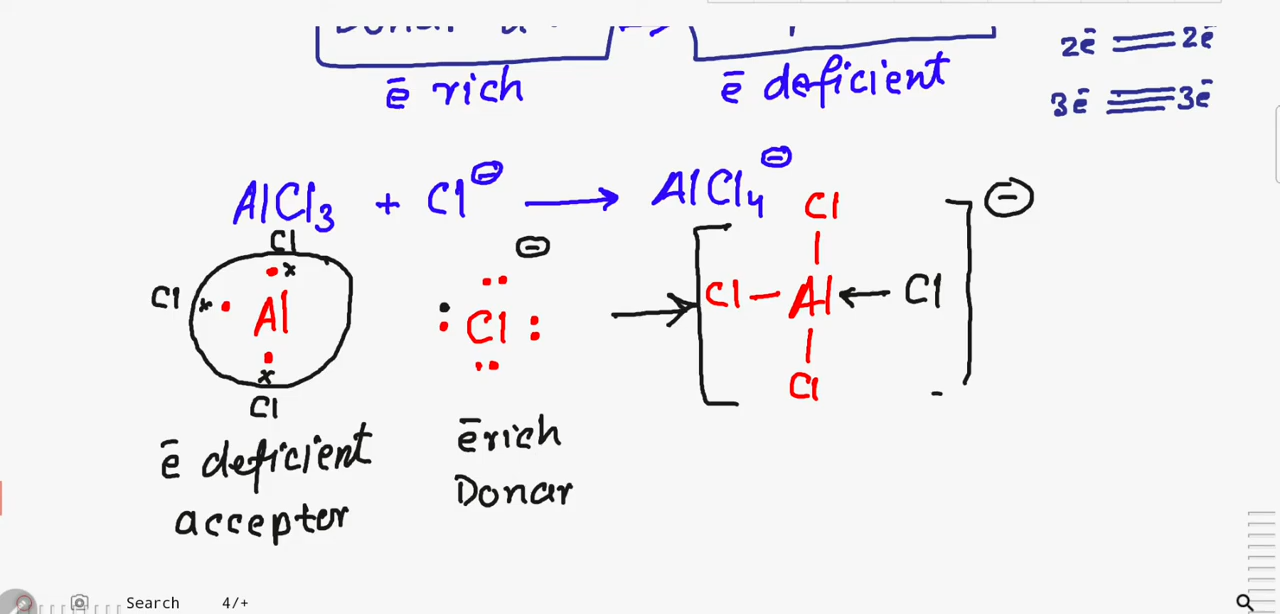 2ē 2ē
ē rich ē deficient
3ē 3ē
AlCl₃ + Cl⊖ → AlCl₄⊖
Cl
Cl
Cl Al
Cl
⊖
Cl
→
[Cl–Al←Cl]⊖
Cl
Cl
ē deficient
accepter
ērich
Donar
Search 4/+